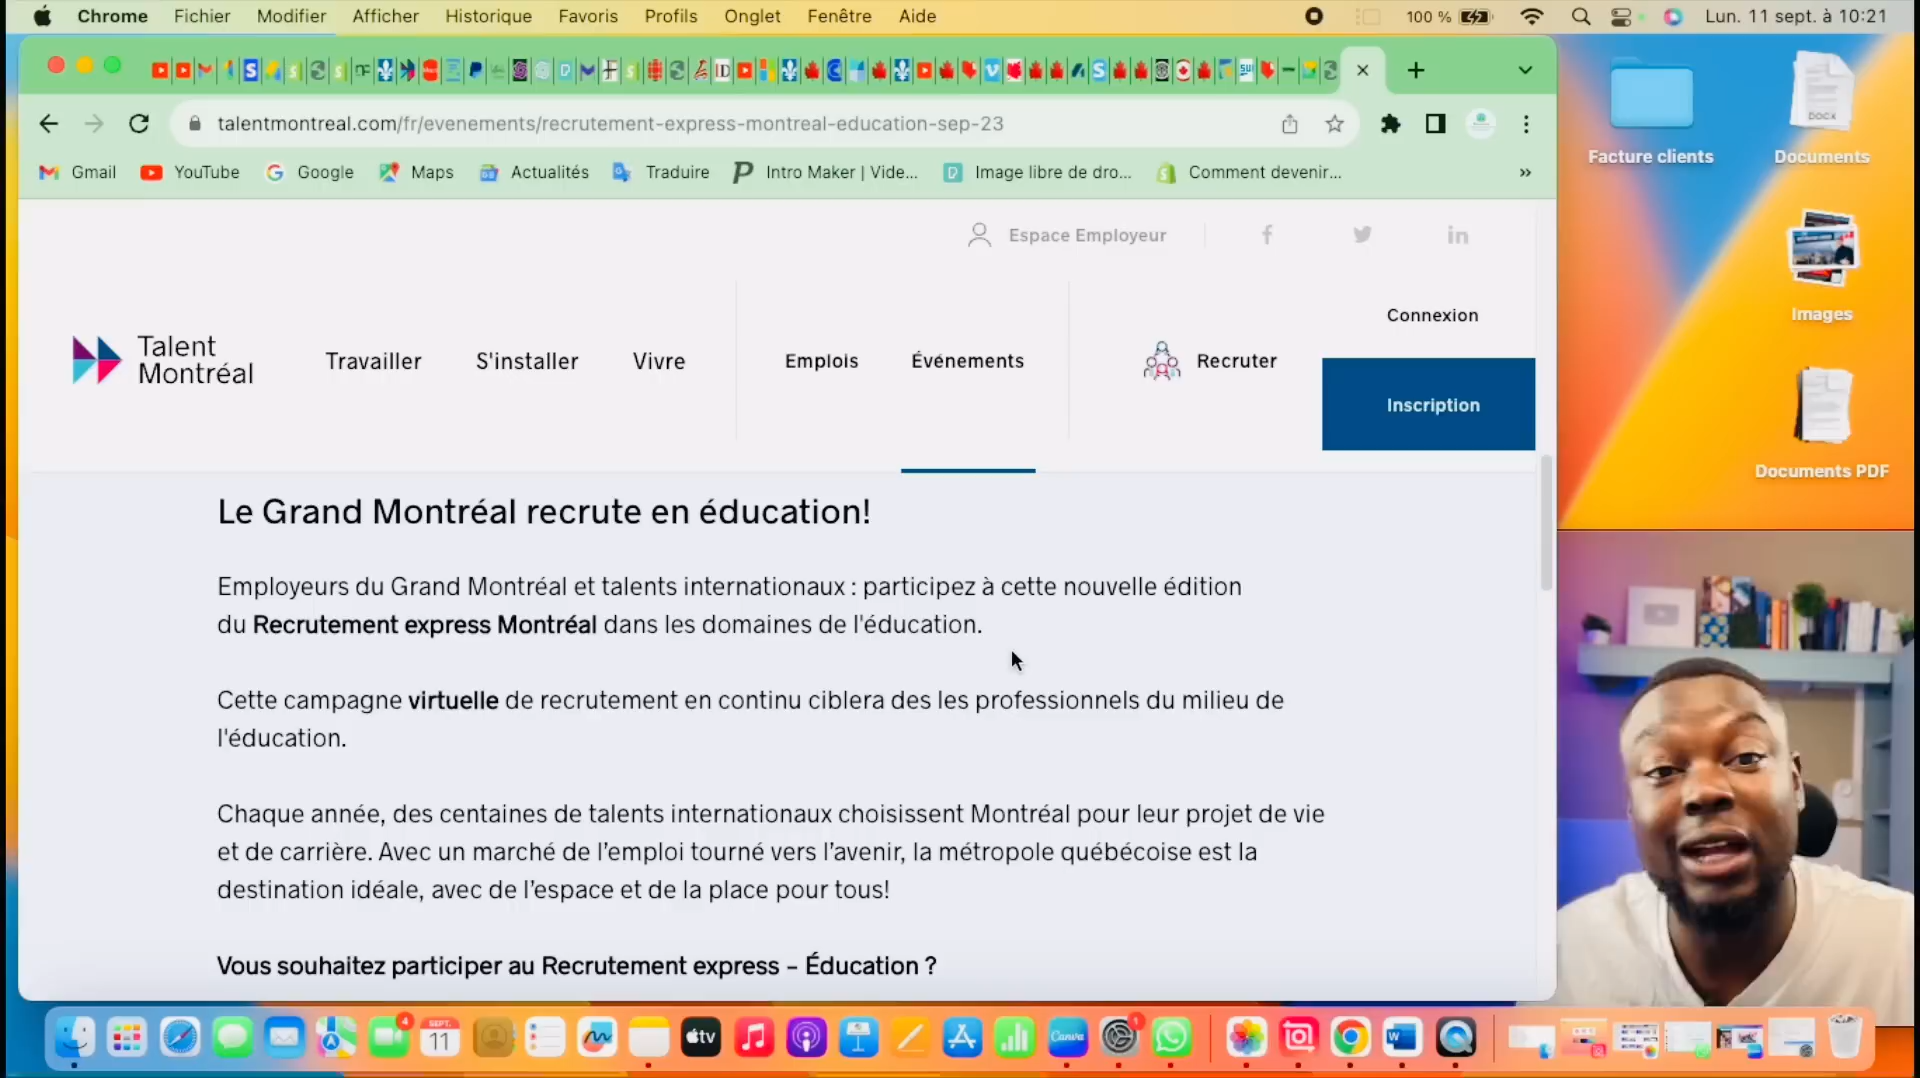 Chrome Fichier Modifier Afficher Historique Favoris Profils Onglet Fenêtre Aide 100 % Lun. 11 sept. à 10:21
talentmontreal.com/fr/evenements/recrutement-express-montreal-education-sep-23
Gmail YouTube Google Maps Actualités Traduire Intro Maker | Vide... Image libre de dro... Comment devenir... »
Facture clients
Documents
Images
Documents PDF
Espace Employeur
Talent
Montréal
Travailler S'installer Vivre Emplois Événements Recruter
Connexion
Inscription
Le Grand Montréal recrute en éducation!
Employeurs du Grand Montréal et talents internationaux : participez à cette nouvelle édition
du Recrutement express Montréal dans les domaines de l'éducation.
Cette campagne virtuelle de recrutement en continu ciblera des les professionnels du milieu de
l'éducation.
Chaque année, des centaines de talents internationaux choisissent Montréal pour leur projet de vie
et de carrière. Avec un marché de l’emploi tourné vers l’avenir, la métropole québécoise est la
destination idéale, avec de l’espace et de la place pour tous!
Vous souhaitez participer au Recrutement express – Éducation ?
DOCX
4
SEPT.
11
tv
Canva
1
W